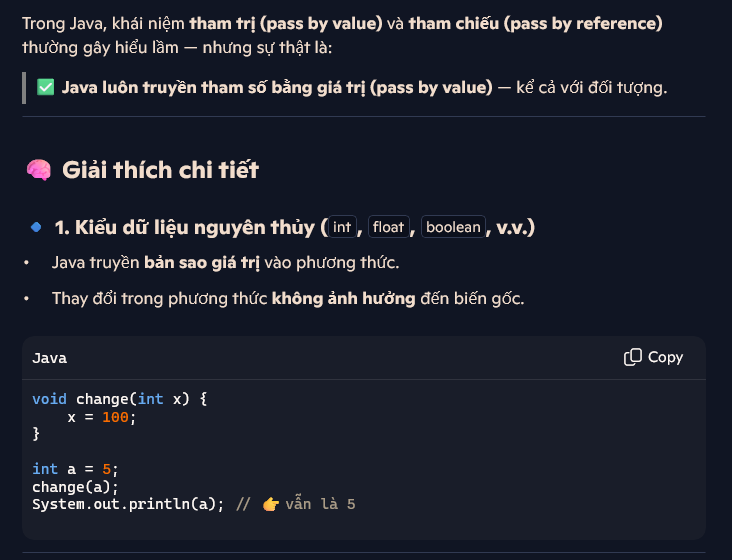 Trong Java, khái niệm tham trị (pass by value) và tham chiếu (pass by reference)
thường gây hiểu lầm — nhưng sự thật là:
✅ Java luôn truyền tham số bằng giá trị (pass by value) — kể cả với đối tượng.
🧠 Giải thích chi tiết
🔹 1. Kiểu dữ liệu nguyên thủy (int, float, boolean, v.v.)
• Java truyền bản sao giá trị vào phương thức.
• Thay đổi trong phương thức không ảnh hưởng đến biến gốc.
Java Copy
void change(int x) {
    x = 100;
}

int a = 5;
change(a);
System.out.println(a); // 👉 vẫn là 5